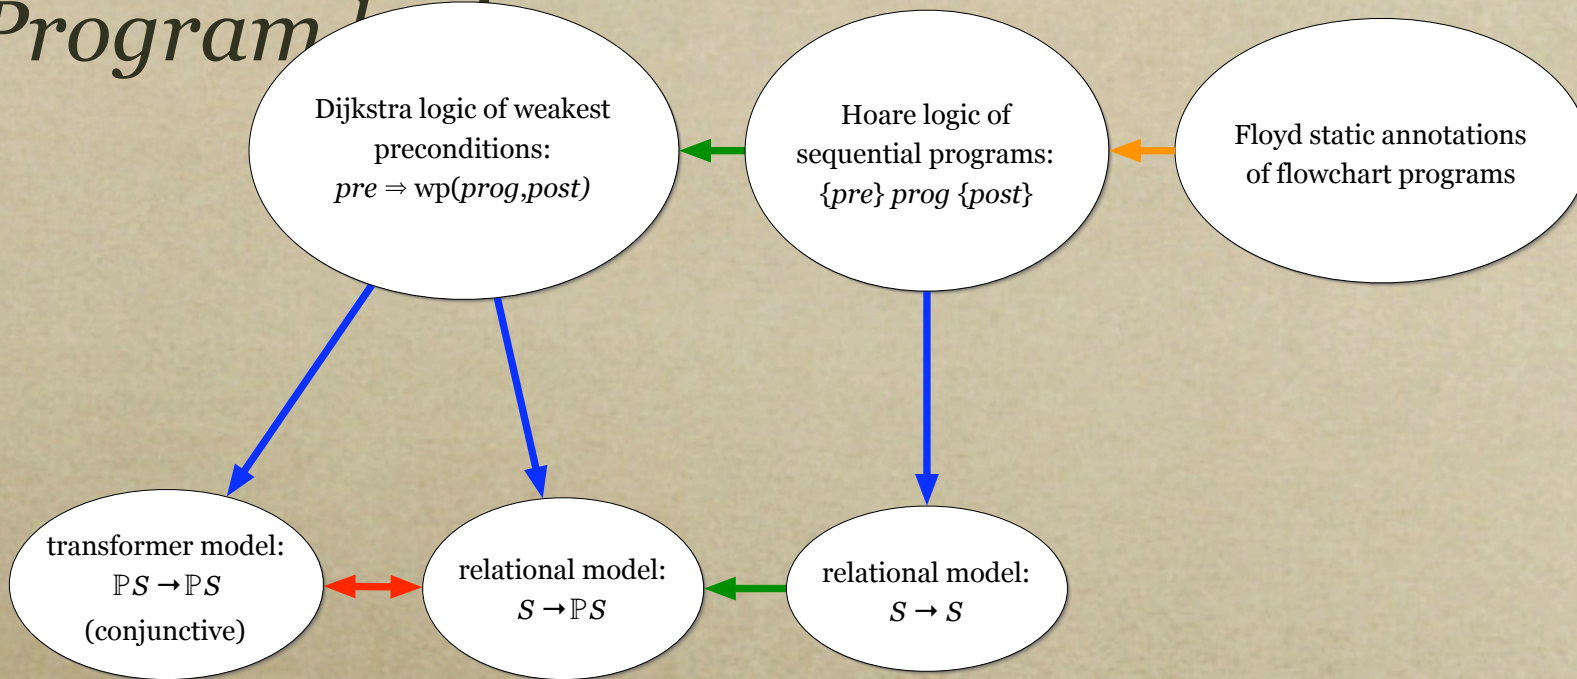 Program
Dijkstra logic of weakest
preconditions:
pre ⇒ wp(prog,post)
Hoare logic of
sequential programs:
{pre} prog {post}
Floyd static annotations
of flowchart programs
transformer model:
ℙS → ℙS
(conjunctive)
relational model:
S → ℙS
relational model:
S → S